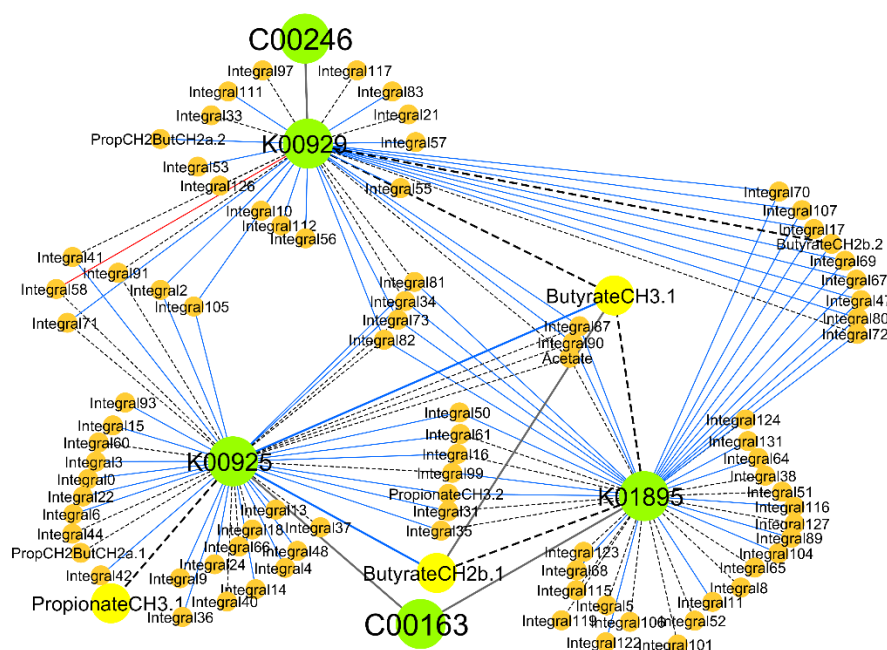 C00246
Integral97
Integral117
Integral111
Integral83
Integral33
Integral21
PropCH2ButCH2a.2
K00929
Integral57
Integral53
Integral126
Integral55
Integral70
Integral10
Integral107
Integral112
Integral17
Integral56
ButyrateCH2b.2
Integral41
Integral69
Integral91
Integral81
Integral67
Integral58
Integral2
ButyrateCH3.1
Integral105
Integral34
Integral47
Integral71
Integral73
Integral87
Integral80
Integral82
Integral90
Integral72
Acetate
Integral93
Integral50
Integral124
Integral15
Integral61
Integral131
Integral60
Integral16
Integral64
Integral3
K00925
Integral99
Integral38
Integral0
PropionateCH3.2
K01895
Integral51
Integral22
Integral13
Integral31
Integral116
Integral6
Integral18
Integral37
Integral35
Integral127
Integral44
Integral66
Integral89
PropCH2ButCH2a.1
Integral24
Integral48
Integral123
Integral104
Integral42
Integral9
Integral4
ButyrateCH2b.1
Integral68
Integral65
PropionateCH3.1
Integral14
Integral115
Integral8
Integral40
Integral5
Integral11
Integral36
C00163
Integral119
Integral106
Integral52
Integral122
Integral101